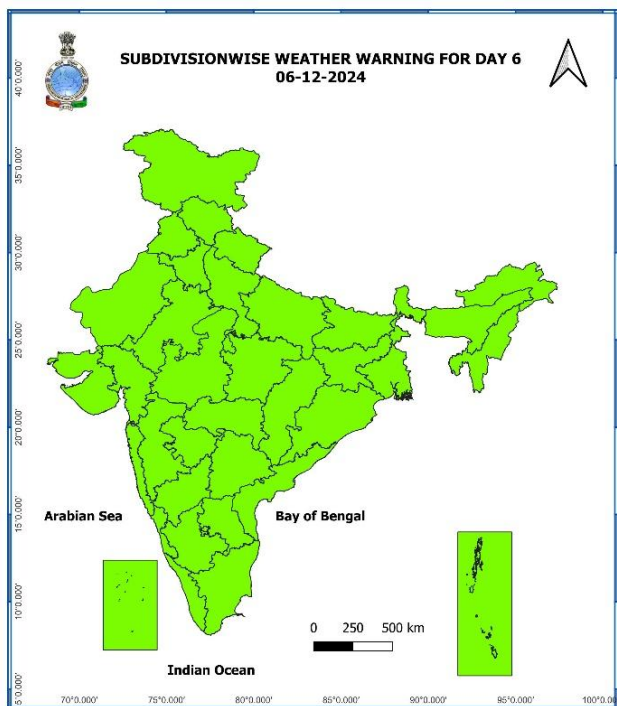 SUBDIVISIONWISE WEATHER WARNING FOR DAY 6
06-12-2024
40°0.000'
35°0.000'
30°0.000'
25°0.000'
20°0.000'
15°0.000'
10°0.000'
5°0.000'
Arabian Sea
Bay of Bengal
0 250 500 km
Indian Ocean
70°0.000' 75°0.000' 80°0.000' 85°0.000' 90°0.000' 95°0.000' 100°0.000'